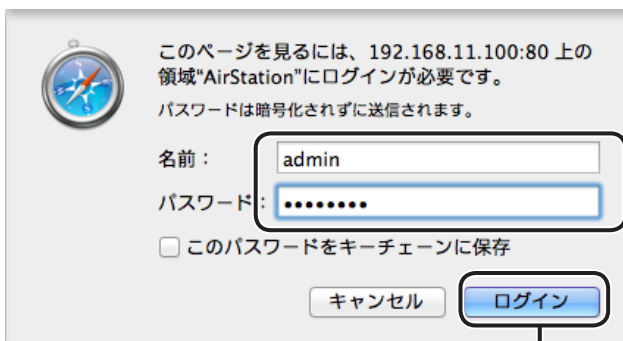 このページを見るには、192.168.11.100:80 上の
領域“AirStation”にログインが必要です。
パスワードは暗号化されずに送信されます。
名前： admin
パスワード： ••••••••
このパスワードをキーチェーンに保存
キャンセル ログイン